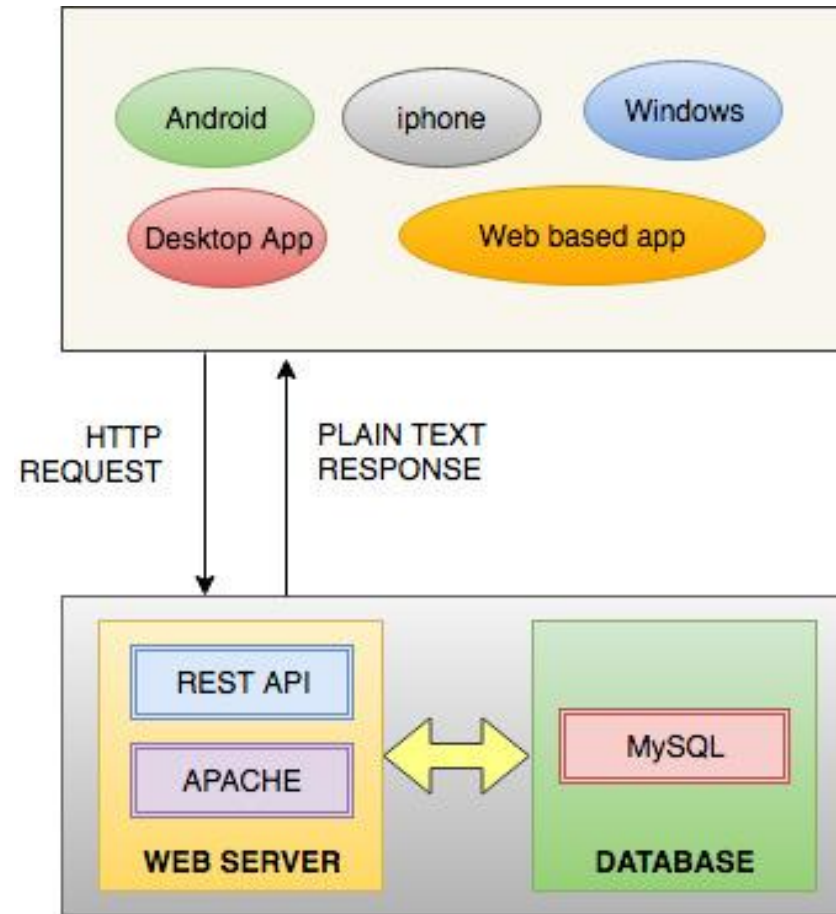 Android
iphone
Windows
Desktop App
Web based app
HTTP
REQUEST
PLAIN TEXT
RESPONSE
REST API
APACHE
WEB SERVER
MySQL
DATABASE